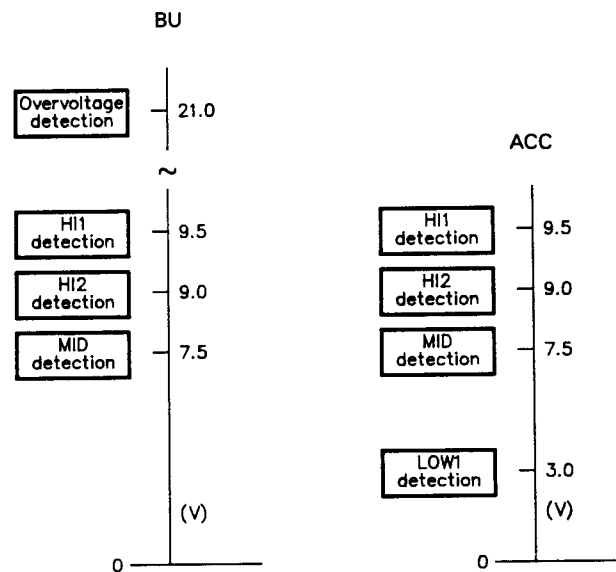 BU
Overvoltage
detection
21.0
~
HI1
detection
9.5
HI2
detection
9.0
MID
detection
7.5
(V)
0
ACC
HI1
detection
9.5
HI2
detection
9.0
MID
detection
7.5
LOW1
detection
3.0
(V)
0